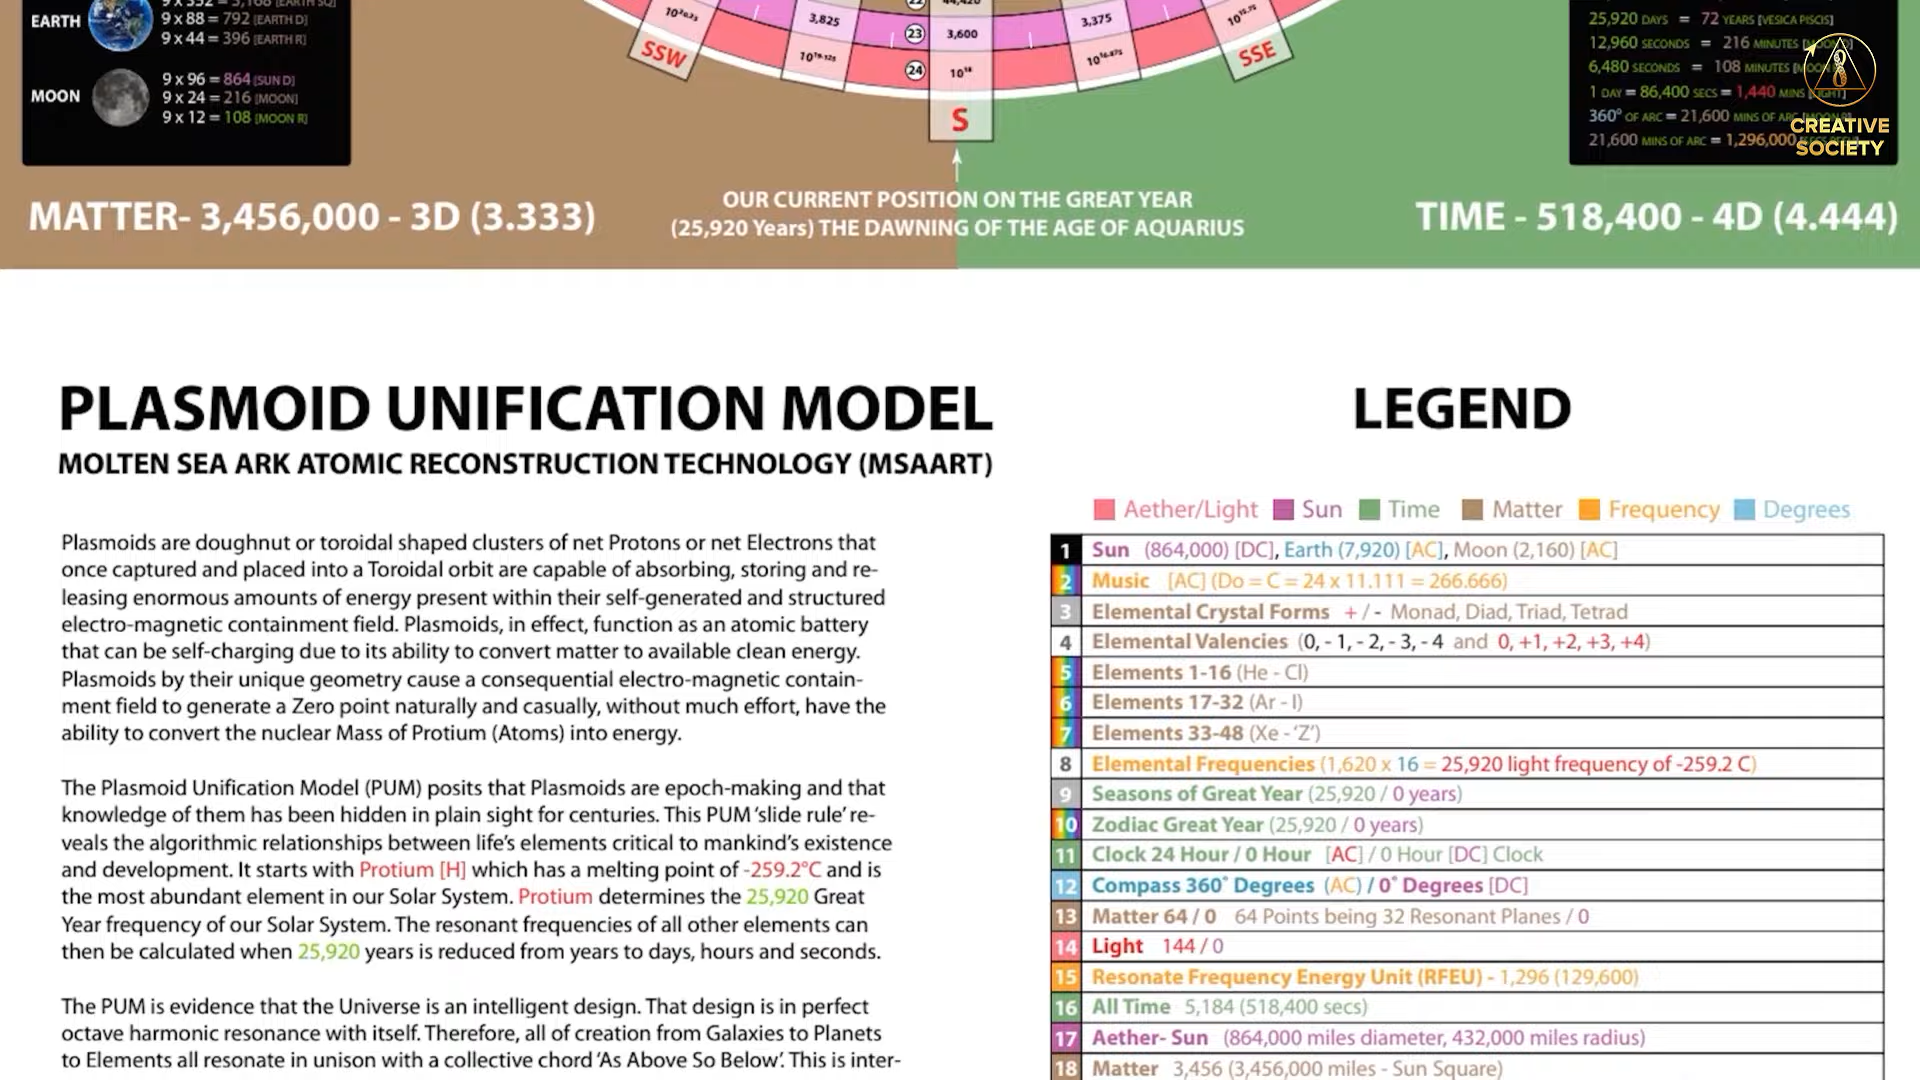 EARTH
9 x 352 = 3,168 [EARTH SQ]
9 x 88 = 792 [EARTH D]
9 x 44 = 396 [EARTH R]
MOON
9 x 96 = 864 [SUN D]
9 x 24 = 216 [MOON]
9 x 12 = 108 [MOON R]
SSW
3,825
23
3,600
3,375
24
10¹⁸
SSE
S
25,920 DAYS = 72 YEARS [VESICA PISCIS]
12,960 SECONDS = 216 MINUTES
6,480 SECONDS = 108 MINUTES
1 DAY = 86,400 SECS = 1,440 MINS [LIGHT]
360° OF ARC = 21,600 MINS OF ARC
21,600 MINS OF ARC = 1,296,000
CREATIVE
SOCIETY
MATTER- 3,456,000 - 3D (3.333)
OUR CURRENT POSITION ON THE GREAT YEAR
(25,920 Years) THE DAWNING OF THE AGE OF AQUARIUS
TIME - 518,400 - 4D (4.444)
PLASMOID UNIFICATION MODEL
MOLTEN SEA ARK ATOMIC RECONSTRUCTION TECHNOLOGY (MSAART)
Plasmoids are doughnut or toroidal shaped clusters of net Protons or net Electrons that
once captured and placed into a Toroidal orbit are capable of absorbing, storing and re-
leasing enormous amounts of energy present within their self-generated and structured
electro-magnetic containment field. Plasmoids, in effect, function as an atomic battery
that can be self-charging due to its ability to convert matter to available clean energy.
Plasmoids by their unique geometry cause a consequential electro-magnetic contain-
ment field to generate a Zero point naturally and casually, without much effort, have the
ability to convert the nuclear Mass of Protium (Atoms) into energy.
The Plasmoid Unification Model (PUM) posits that Plasmoids are epoch-making and that
knowledge of them has been hidden in plain sight for centuries. This PUM 'slide rule' re-
veals the algorithmic relationships between life's elements critical to mankind's existence
and development. It starts with Protium [H] which has a melting point of -259.2°C and is
the most abundant element in our Solar System. Protium determines the 25,920 Great
Year frequency of our Solar System. The resonant frequencies of all other elements can
then be calculated when 25,920 years is reduced from years to days, hours and seconds.
The PUM is evidence that the Universe is an intelligent design. That design is in perfect
octave harmonic resonance with itself. Therefore, all of creation from Galaxies to Planets
to Elements all resonate in unison with a collective chord 'As Above So Below'. This is inter-
LEGEND
Aether/Light Sun Time Matter Frequency Degrees
1 Sun (864,000) [DC], Earth (7,920) [AC], Moon (2,160) [AC]
2 Music [AC] (Do = C = 24 x 11.111 = 266.666)
3 Elemental Crystal Forms + / - Monad, Diad, Triad, Tetrad
4 Elemental Valencies (0, - 1, - 2, - 3, - 4 and 0, +1, +2, +3, +4)
5 Elements 1-16 (He - Cl)
6 Elements 17-32 (Ar - I)
7 Elements 33-48 (Xe - 'Z')
8 Elemental Frequencies (1,620 x 16 = 25,920 light frequency of -259.2 C)
9 Seasons of Great Year (25,920 / 0 years)
10 Zodiac Great Year (25,920 / 0 years)
11 Clock 24 Hour / 0 Hour [AC] / 0 Hour [DC] Clock
12 Compass 360° Degrees (AC) / 0° Degrees [DC]
13 Matter 64 / 0 64 Points being 32 Resonant Planes / 0
14 Light 144 / 0
15 Resonate Frequency Energy Unit (RFEU) - 1,296 (129,600)
16 All Time 5,184 (518,400 secs)
17 Aether- Sun (864,000 miles diameter, 432,000 miles radius)
18 Matter 3,456 (3,456,000 miles - Sun Square)